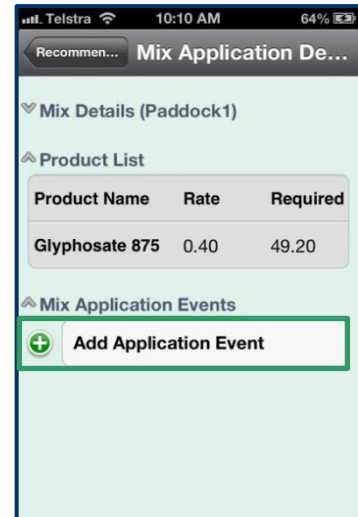 Telstra 10:10 AM 64%
Recommen... Mix Application De...
Mix Details (Paddock1)
Product List
Product Name Rate Required
Glyphosate 875 0.40 49.20
Mix Application Events
Add Application Event